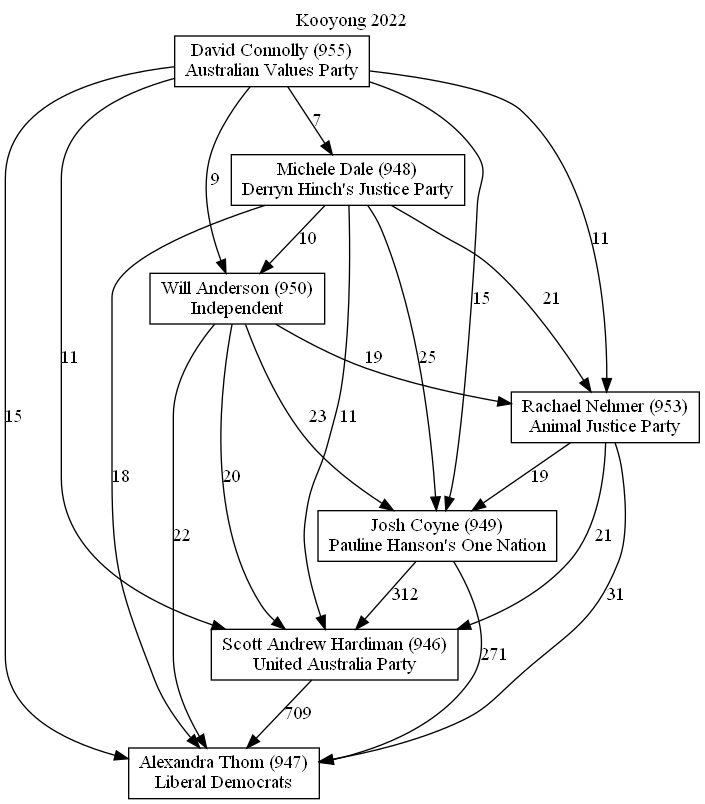 Kooyong 2022
David Connolly (955)
Australian Values Party
7
Michele Dale (948)
Derryn Hinch's Justice Party
9
10
11
15
21
Will Anderson (950)
Independent
11
15
19
25
23
11
Rachael Nehmer (953)
Animal Justice Party
18
20
19
22
Josh Coyne (949)
Pauline Hanson's One Nation
21
312
31
Scott Andrew Hardiman (946)
United Australia Party
271
709
Alexandra Thom (947)
Liberal Democrats